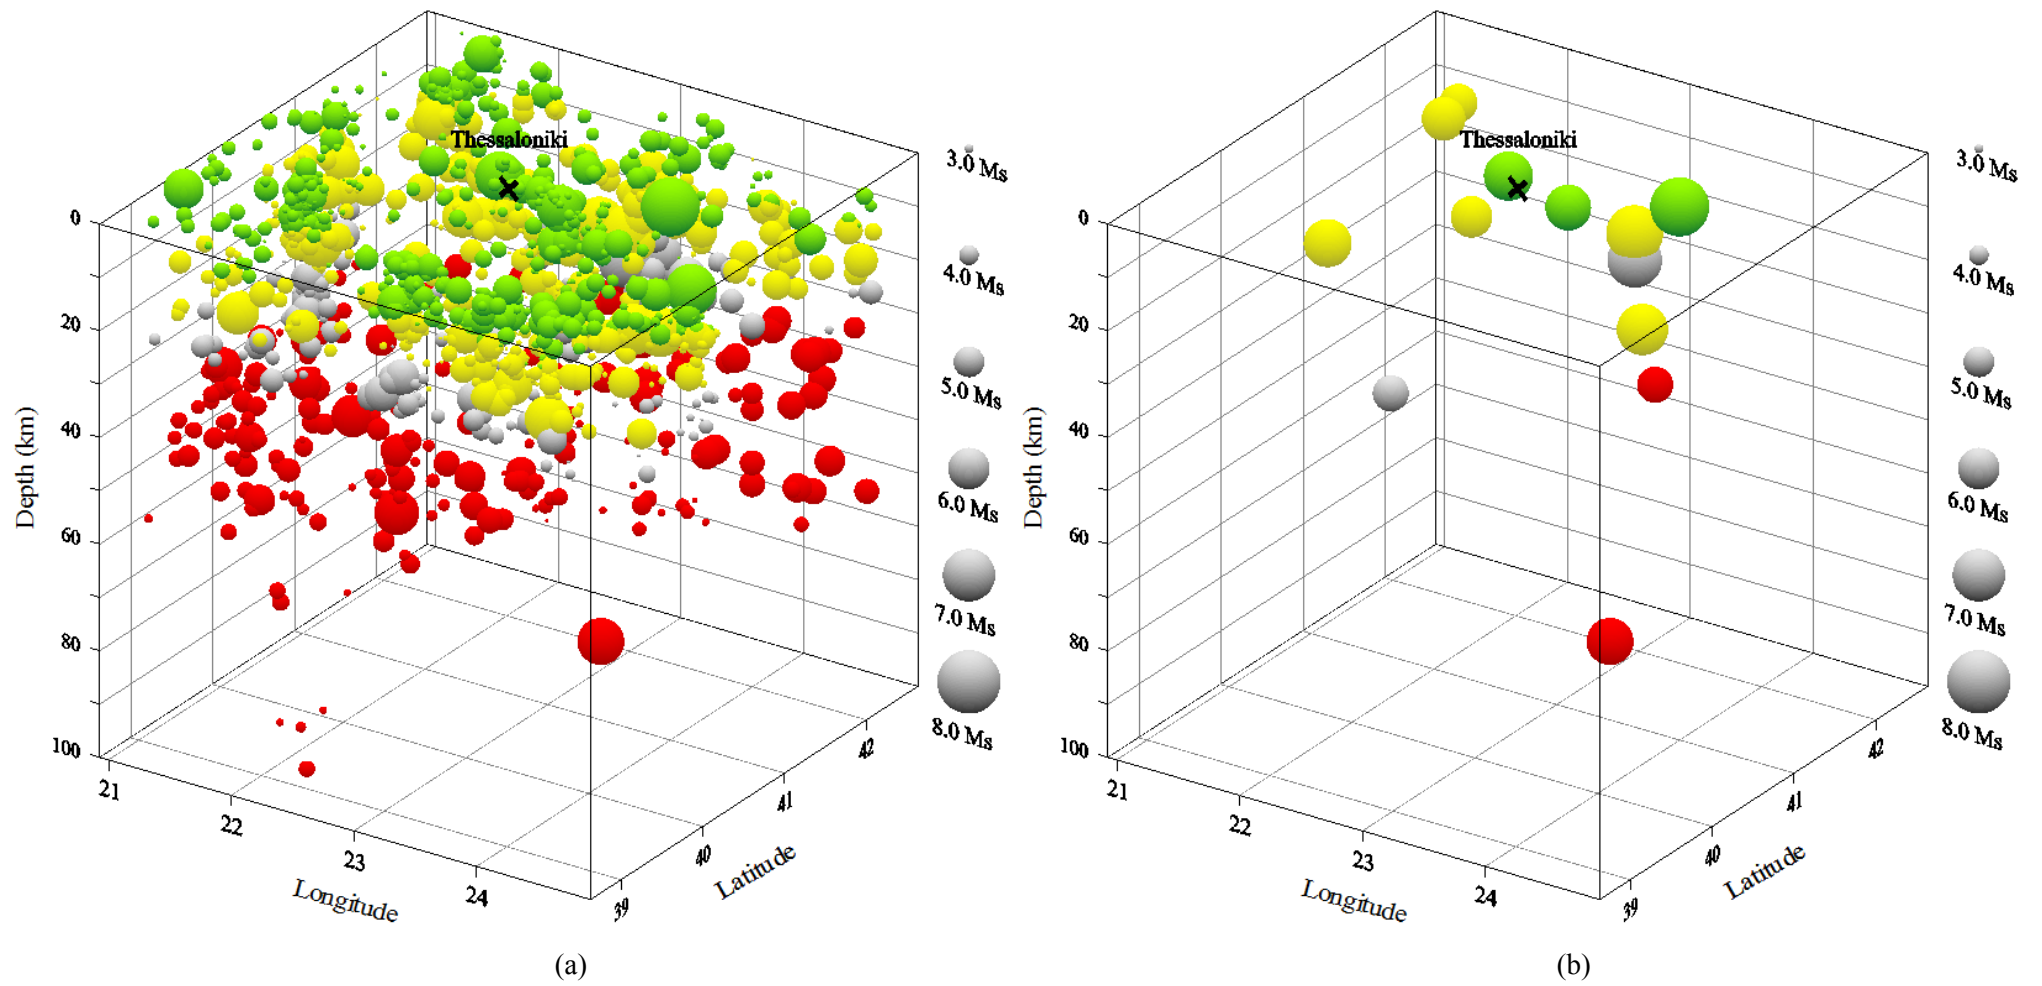 Thessaloniki
0
20
40
60
80
100
Depth (km)
21
22
23
24
Longitude
39
40
41
42
Latitude
3.0 Ms
4.0 Ms
5.0 Ms
6.0 Ms
7.0 Ms
8.0 Ms
(a)
Thessaloniki
0
20
40
60
80
100
Depth (km)
21
22
23
24
Longitude
39
40
41
42
Latitude
3.0 Ms
4.0 Ms
5.0 Ms
6.0 Ms
7.0 Ms
8.0 Ms
(b)